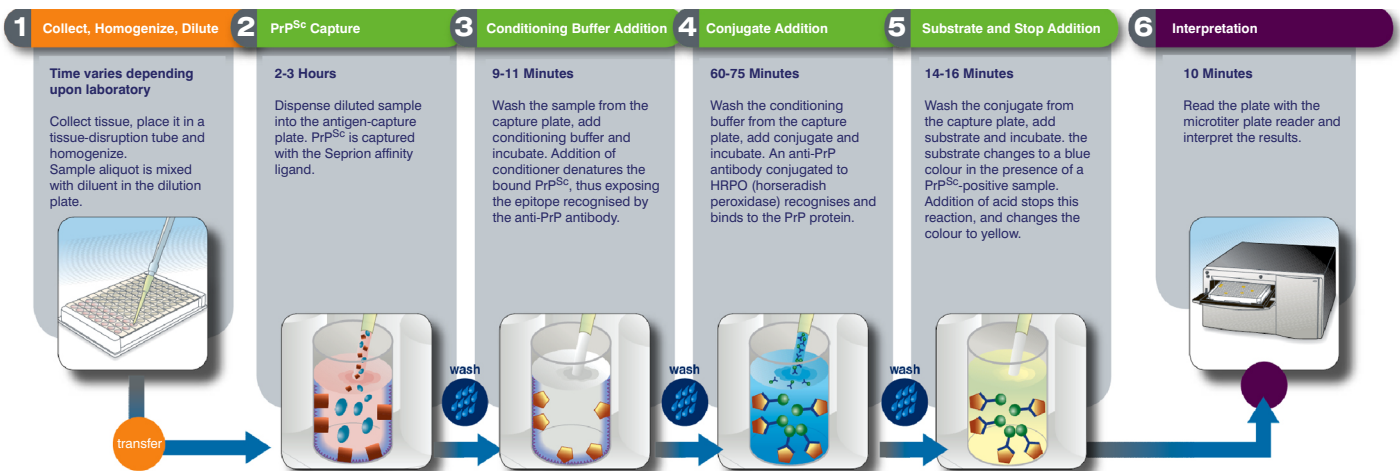 1 Collect, Homogenize, Dilute
Time varies depending
upon laboratory
Collect tissue, place it in a
tissue-disruption tube and
homogenize.
Sample aliquot is mixed
with diluent in the dilution
plate.
transfer
2 PrPSc Capture
2-3 Hours
Dispense diluted sample
into the antigen-capture
plate. PrPSc is captured
with the Seprion affinity
ligand.
wash
3 Conditioning Buffer Addition
9-11 Minutes
Wash the sample from the
capture plate, add
conditioning buffer and
incubate. Addition of
conditioner denatures the
bound PrPSc, thus exposing
the epitope recognised by
the anti-PrP antibody.
wash
4 Conjugate Addition
60-75 Minutes
Wash the conditioning
buffer from the capture
plate, add conjugate and
incubate. An anti-PrP
antibody conjugated to
HRPO (horseradish
peroxidase) recognises and
binds to the PrP protein.
wash
5 Substrate and Stop Addition
14-16 Minutes
Wash the conjugate from
the capture plate, add
substrate and incubate. the
substrate changes to a blue
colour in the presence of a
PrPSc-positive sample.
Addition of acid stops this
reaction, and changes the
colour to yellow.
6 Interpretation
10 Minutes
Read the plate with the
microtiter plate reader and
interpret the results.